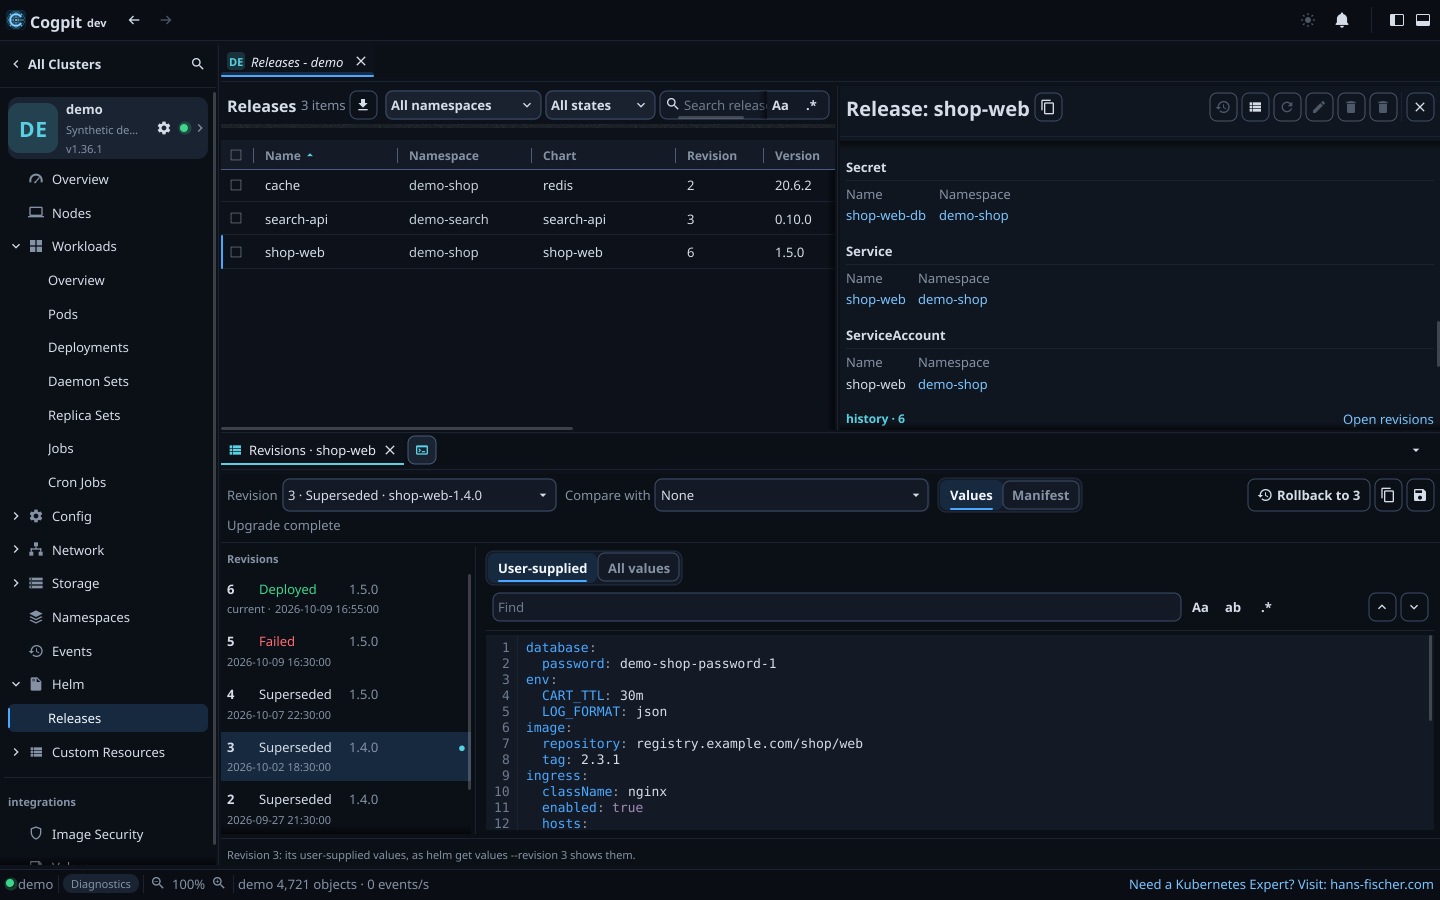 Cogpit dev
All Clusters
DE
demo
Synthetic de...
v1.36.1
Overview
Nodes
Workloads
Overview
Pods
Deployments
Daemon Sets
Replica Sets
Jobs
Cron Jobs
Config
Network
Storage
Namespaces
Events
Helm
Releases
Custom Resources
integrations
Image Security
DE Releases - demo
Releases 3 items
All namespaces
All states
Search releas
Aa .*
Name Namespace Chart Revision Version
cache demo-shop redis 2 20.6.2
search-api demo-search search-api 3 0.10.0
shop-web demo-shop shop-web 6 1.5.0
Release: shop-web
Secret
Name Namespace
shop-web-db demo-shop
Service
Name Namespace
shop-web demo-shop
ServiceAccount
Name Namespace
shop-web demo-shop
history · 6 Open revisions
Revisions · shop-web
Revision 3 · Superseded · shop-web-1.4.0 Compare with None Values Manifest Rollback to 3
Upgrade complete
Revisions
6 Deployed 1.5.0
current · 2026-10-09 16:55:00
5 Failed 1.5.0
2026-10-09 16:30:00
4 Superseded 1.5.0
2026-10-07 22:30:00
3 Superseded 1.4.0
2026-10-02 18:30:00
2 Superseded 1.4.0
2026-09-27 21:30:00
User-supplied All values
Find Aa ab .*
1 database:
2 password: demo-shop-password-1
3 env:
4 CART_TTL: 30m
5 LOG_FORMAT: json
6 image:
7 repository: registry.example.com/shop/web
8 tag: 2.3.1
9 ingress:
10 className: nginx
11 enabled: true
12 hosts:
Revision 3: its user-supplied values, as helm get values --revision 3 shows them.
demo Diagnostics 100% demo 4,721 objects · 0 events/s
Need a Kubernetes Expert? Visit: hans-fischer.com